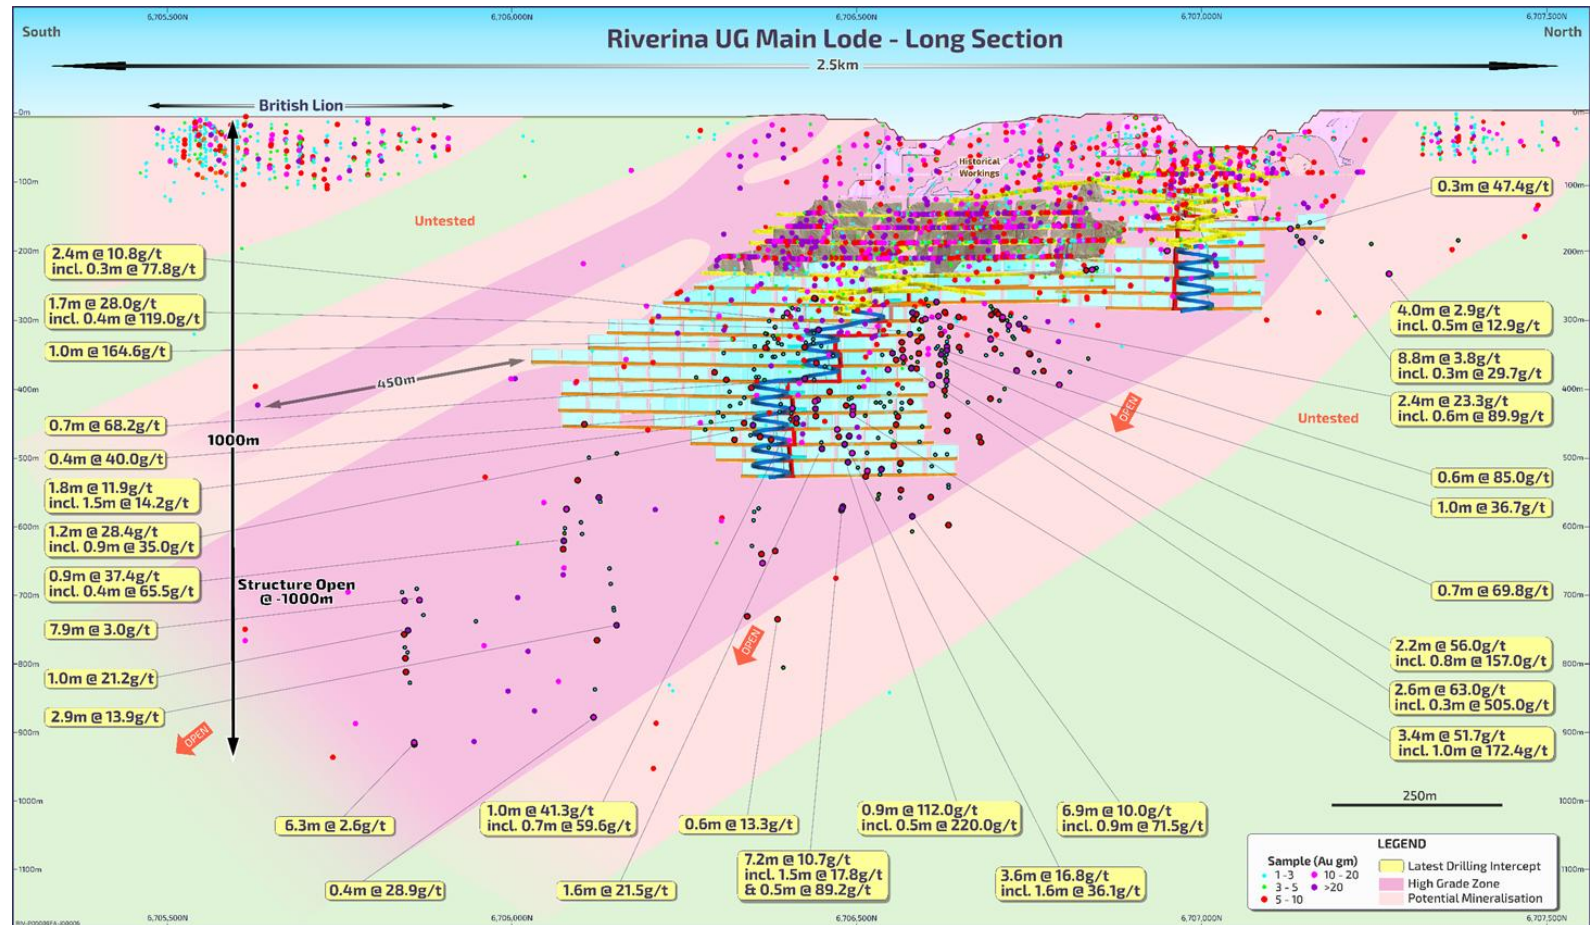 6,705,500N
6,706,000N
6,706,500N
6,707,000N
6,707,500N
South
Riverina UG Main Lode - Long Section
North
2.5km
British Lion
0m
0m
Historical
Workings
100m
100m
0.3m @ 47.4g/t
Untested
200m
200m
2.4m @ 10.8g/t
incl. 0.3m @ 77.8g/t
1.7m @ 28.0g/t
incl. 0.4m @ 119.0g/t
300m
300m
4.0m @ 2.9g/t
incl. 0.5m @ 12.9g/t
1.0m @ 164.6g/t
8.8m @ 3.8g/t
incl. 0.3m @ 29.7g/t
450m
400m
400m
2.4m @ 23.3g/t
incl. 0.6m @ 89.9g/t
OPEN
Untested
0.7m @ 68.2g/t
1000m
0.4m @ 40.0g/t
500m
500m
0.6m @ 85.0g/t
1.8m @ 11.9g/t
incl. 1.5m @ 14.2g/t
1.0m @ 36.7g/t
1.2m @ 28.4g/t
incl. 0.9m @ 35.0g/t
600m
600m
0.9m @ 37.4g/t
incl. 0.4m @ 65.5g/t
Structure Open
@ -1000m
0.7m @ 69.8g/t
700m
700m
7.9m @ 3.0g/t
OPEN
2.2m @ 56.0g/t
incl. 0.8m @ 157.0g/t
800m
800m
1.0m @ 21.2g/t
2.6m @ 63.0g/t
incl. 0.3m @ 505.0g/t
2.9m @ 13.9g/t
OPEN
900m
900m
3.4m @ 51.7g/t
incl. 1.0m @ 172.4g/t
1000m
1000m
250m
6.3m @ 2.6g/t
1.0m @ 41.3g/t
incl. 0.7m @ 59.6g/t
0.6m @ 13.3g/t
0.9m @ 112.0g/t
incl. 0.5m @ 220.0g/t
6.9m @ 10.0g/t
incl. 0.9m @ 71.5g/t
1100m
1100m
0.4m @ 28.9g/t
1.6m @ 21.5g/t
7.2m @ 10.7g/t
incl. 1.5m @ 17.8g/t
& 0.5m @ 89.2g/t
3.6m @ 16.8g/t
incl. 1.6m @ 36.1g/t
LEGEND
Sample (Au gm)
1 - 3
3 - 5
5 - 10
10 - 20
>20
Latest Drilling Intercept
High Grade Zone
Potential Mineralisation
6,705,500N
6,706,000N
6,706,500N
6,707,000N
6,707,500N